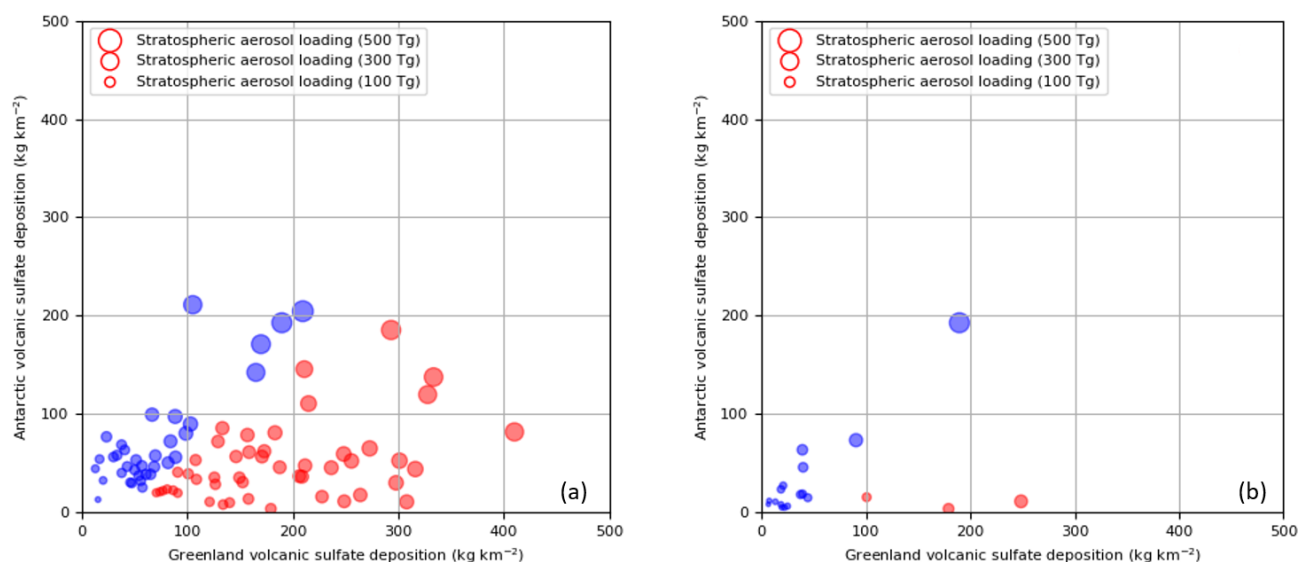 500
400
300
200
100
0
Antarctic volcanic sulfate deposition (kg km⁻²)
Stratospheric aerosol loading (500 Tg)
Stratospheric aerosol loading (300 Tg)
Stratospheric aerosol loading (100 Tg)
(a)
0 100 200 300 400 500
Greenland volcanic sulfate deposition (kg km⁻²)
500
400
300
200
100
0
Antarctic volcanic sulfate deposition (kg km⁻²)
Stratospheric aerosol loading (500 Tg)
Stratospheric aerosol loading (300 Tg)
Stratospheric aerosol loading (100 Tg)
(b)
0 100 200 300 400 500
Greenland volcanic sulfate deposition (kg km⁻²)